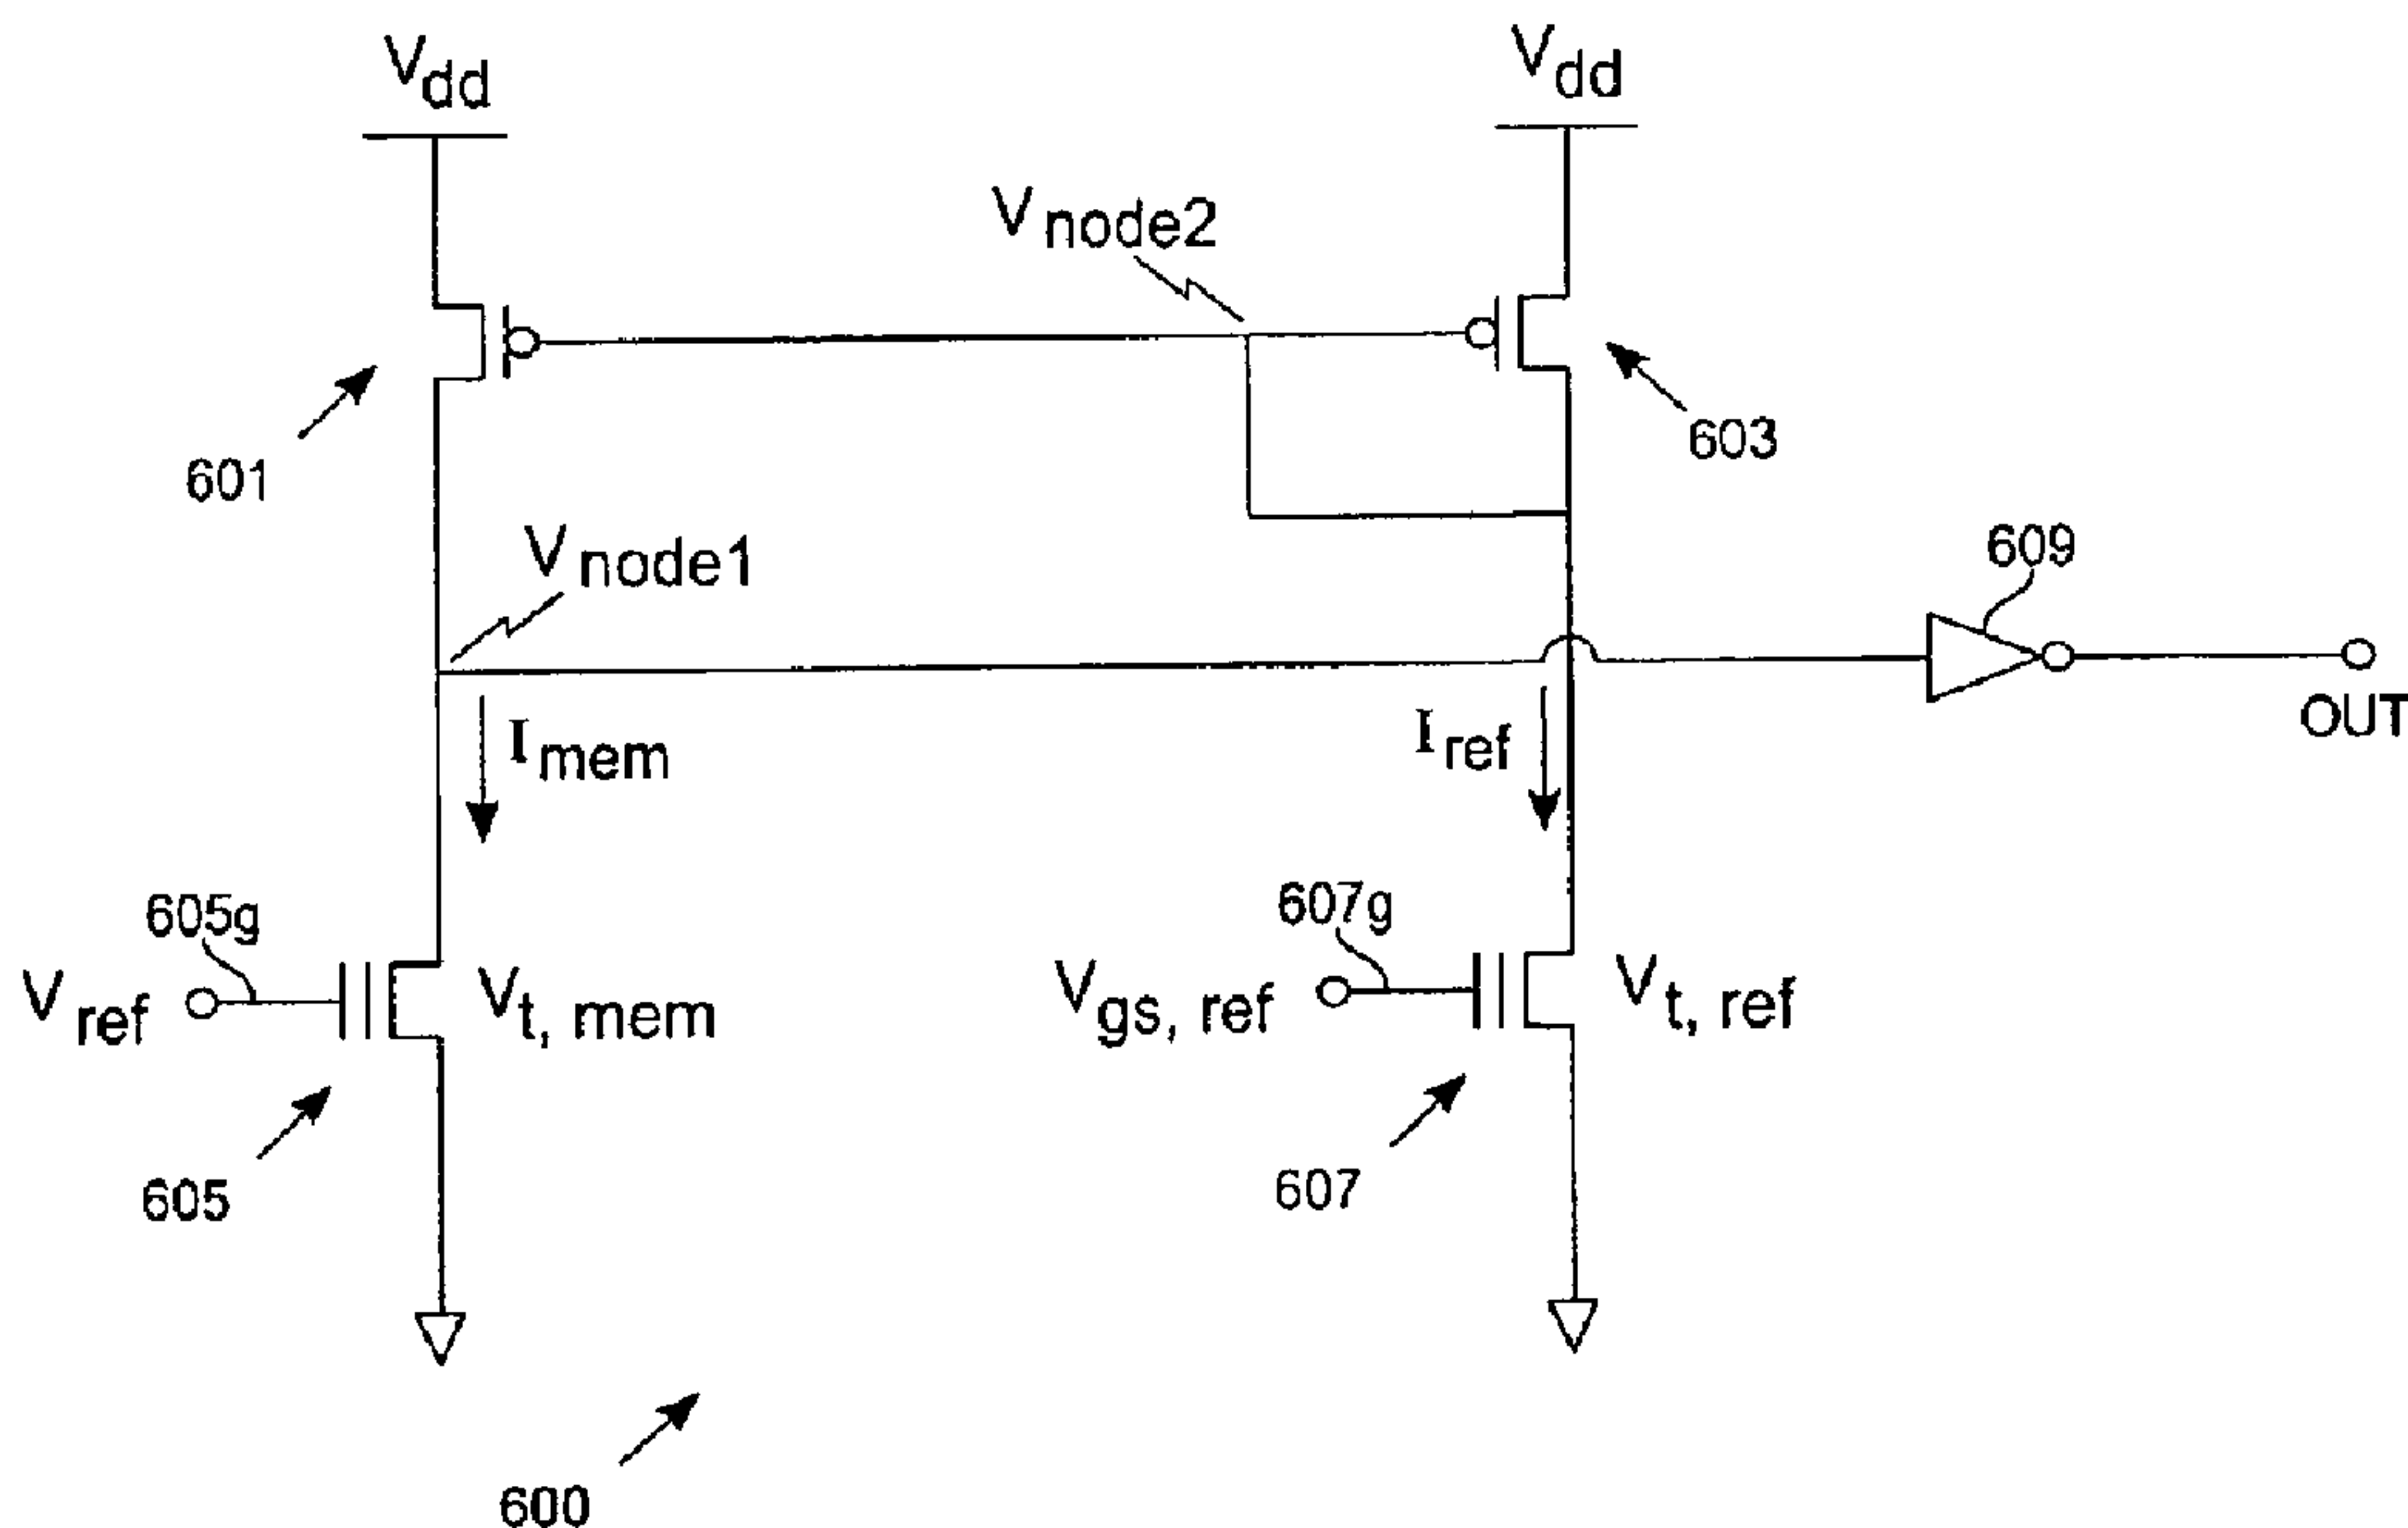 Vdd
Vdd
Vnode2
601
603
Vnode1
609
Imem
Iref
OUT
605g
607g
Vref
Vt, mem
Vgs, ref
Vt, ref
605
607
600